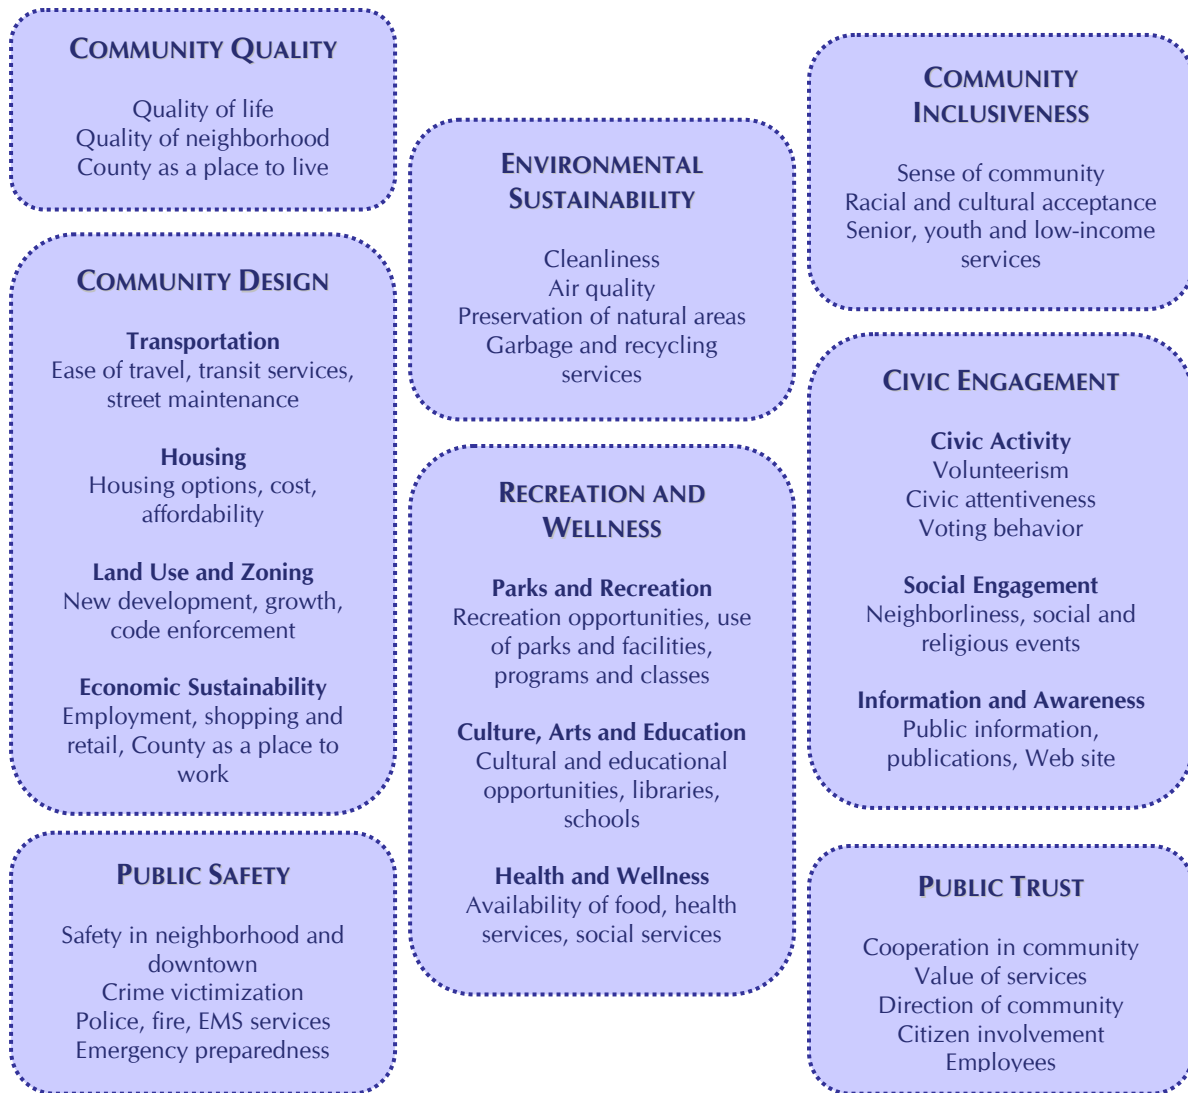 COMMUNITY QUALITY
Quality of life
Quality of neighborhood
County as a place to live
COMMUNITY DESIGN
Transportation
Ease of travel, transit services,
street maintenance
Housing
Housing options, cost,
affordability
Land Use and Zoning
New development, growth,
code enforcement
Economic Sustainability
Employment, shopping and
retail, County as a place to
work
PUBLIC SAFETY
Safety in neighborhood and
downtown
Crime victimization
Police, fire, EMS services
Emergency preparedness
ENVIRONMENTAL
SUSTAINABILITY
Cleanliness
Air quality
Preservation of natural areas
Garbage and recycling
services
RECREATION AND
WELLNESS
Parks and Recreation
Recreation opportunities, use
of parks and facilities,
programs and classes
Culture, Arts and Education
Cultural and educational
opportunities, libraries,
schools
Health and Wellness
Availability of food, health
services, social services
COMMUNITY
INCLUSIVENESS
Sense of community
Racial and cultural acceptance
Senior, youth and low-income
services
CIVIC ENGAGEMENT
Civic Activity
Volunteerism
Civic attentiveness
Voting behavior
Social Engagement
Neighborliness, social and
religious events
Information and Awareness
Public information,
publications, Web site
PUBLIC TRUST
Cooperation in community
Value of services
Direction of community
Citizen involvement
Employees